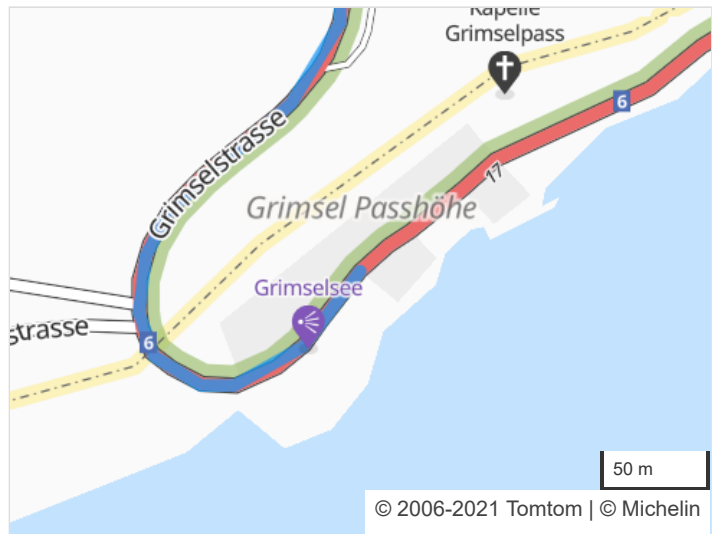 Kapelle
Grimselpass
6
Grimselstrasse
17
Grimsel Passhöhe
Grimselsee
strasse
6
50 m
© 2006-2021 Tomtom | © Michelin